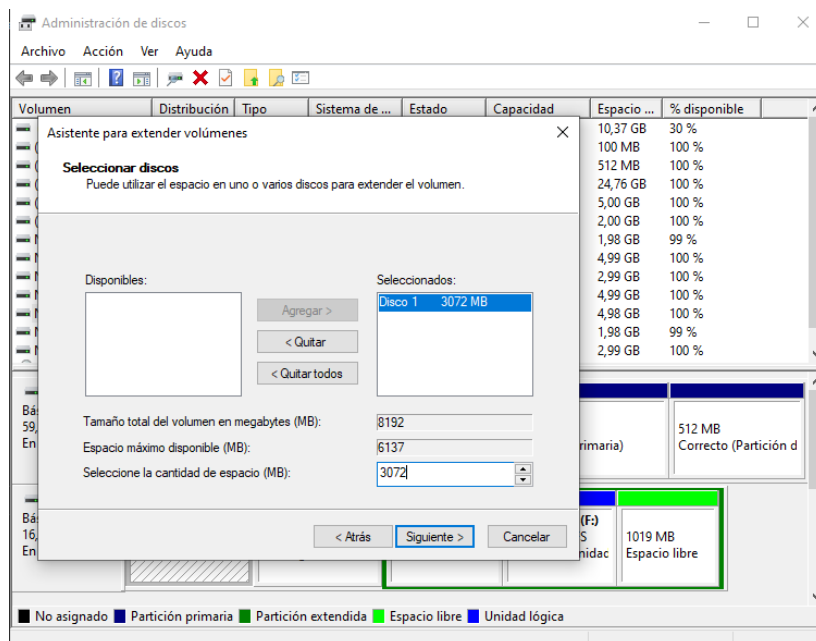 Administración de discos
Archivo Acción Ver Ayuda
Volumen Distribución Tipo Sistema de ... Estado Capacidad Espacio ... % disponible
10,37 GB 30 %
100 MB 100 %
512 MB 100 %
24,76 GB 100 %
5,00 GB 100 %
2,00 GB 100 %
1,98 GB 99 %
4,99 GB 100 %
2,99 GB 100 %
4,99 GB 100 %
4,98 GB 100 %
1,98 GB 99 %
2,99 GB 100 %
Asistente para extender volúmenes
Seleccionar discos
Puede utilizar el espacio en uno o varios discos para extender el volumen.
Disponibles: Seleccionados:
Disco 1 3072 MB
Agregar >
< Quitar
< Quitar todos
Tamaño total del volumen en megabytes (MB): 8192
Espacio máximo disponible (MB): 6137
Seleccione la cantidad de espacio (MB): 3072
< Atrás Siguiente > Cancelar
Bá
59,
En
rimaria)
512 MB
Correcto (Partición d
Bá
16,
En
(F:)
S
nidac
1019 MB
Espacio libre
No asignado Partición primaria Partición extendida Espacio libre Unidad lógica